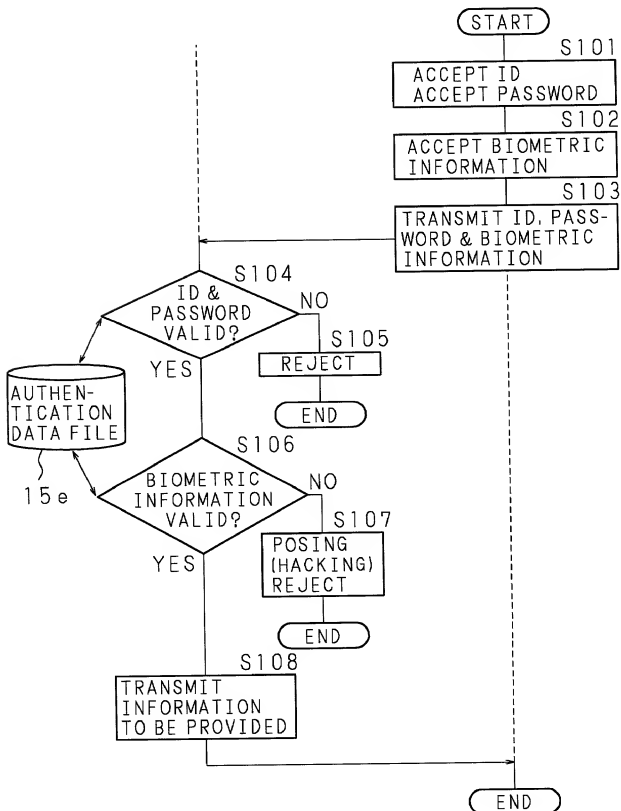 START
S101
ACCEPT ID
ACCEPT PASSWORD
S102
ACCEPT BIOMETRIC
INFORMATION
S103
TRANSMIT ID, PASS-
WORD & BIOMETRIC
INFORMATION
S104
ID &
PASSWORD
VALID?
NO
S105
REJECT
END
YES
AUTHEN-
TICATION
DATA FILE
15e
S106
BIOMETRIC
INFORMATION
VALID?
NO
S107
POSING
(HACKING)
REJECT
END
YES
S108
TRANSMIT
INFORMATION
TO BE PROVIDED
END